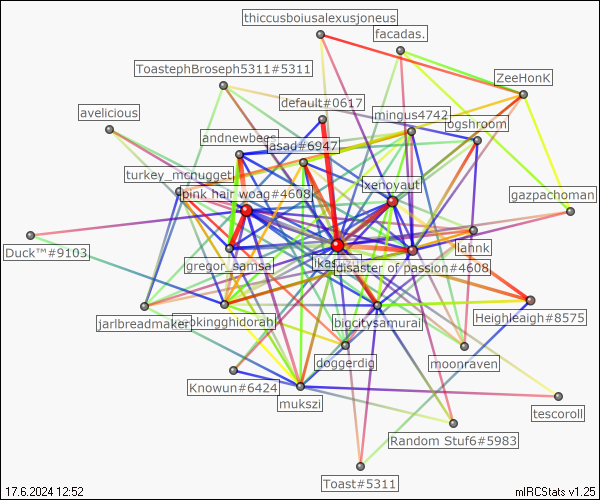 thiccusboiusalexusjoneus
facadas.
ToastephBroseph5311#5311
ZeeHonK
default#0617
avelicious
mingus4742
ogshroom
andnewbees
asad#6947
turkey_mcnugget
xenoyaut
pink hair woag#4608
gazpachoman
Duck™#9103
lahnk
gregor_samsa
disaster of passion#4608
jarlbreadmaker
kingghidorah
bigcitysamurai
Heighleaigh#8575
doggerdig
moonraven
Knowun#6424
mukszi
tescoroll
Random Stuf6#5983
Toast#5311
17.6.2024 12:52
mIRCStats v1.25